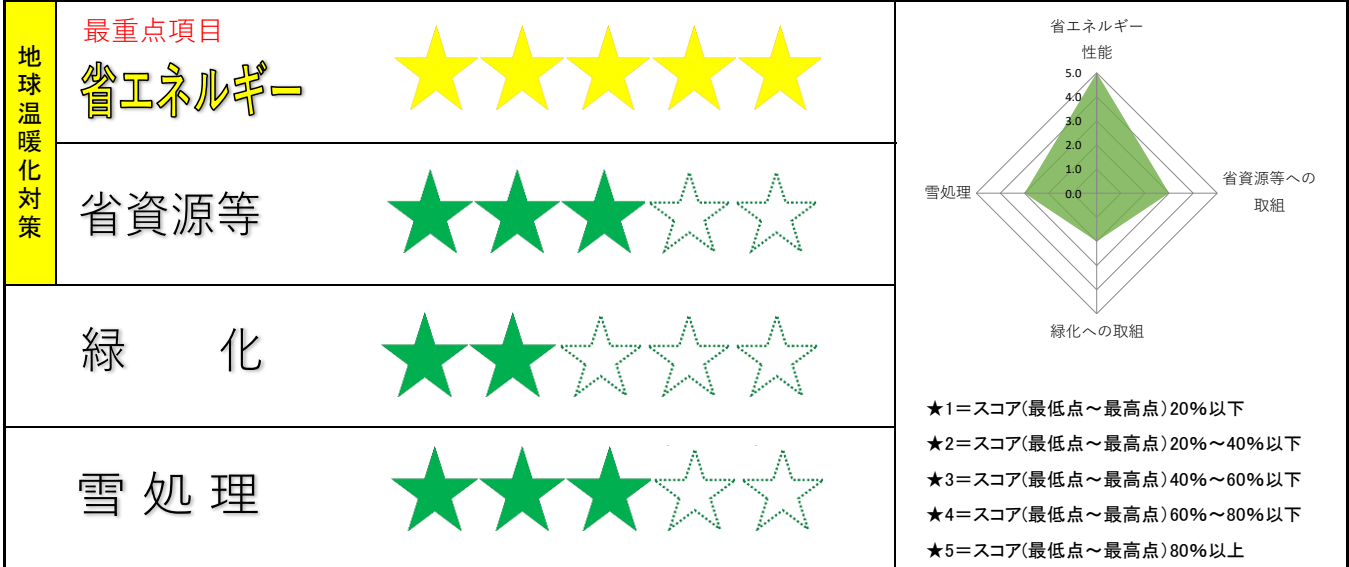 地球温暖化対策
最重点項目
省エネルギー
省資源等
緑 化
雪処理
省エネルギー
性能
5.0
4.0
3.0
2.0
1.0
0.0
雪処理
省資源等への
取組
緑化への取組
★1＝スコア(最低点～最高点)20%以下
★2＝スコア(最低点～最高点)20%～40%以下
★3＝スコア(最低点～最高点)40%～60%以下
★4＝スコア(最低点～最高点)60%～80%以下
★5＝スコア(最低点～最高点)80%以上